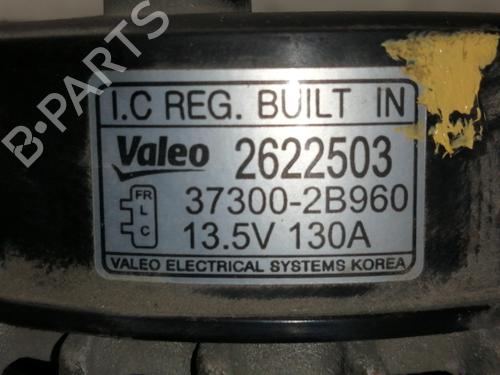 I.C REG. BUILT IN
Valeo 2622503
FR
L
C
37300-2B960
13.5V 130A
VALEO ELECTRICAL SYSTEMS KOREA
B-PARTS